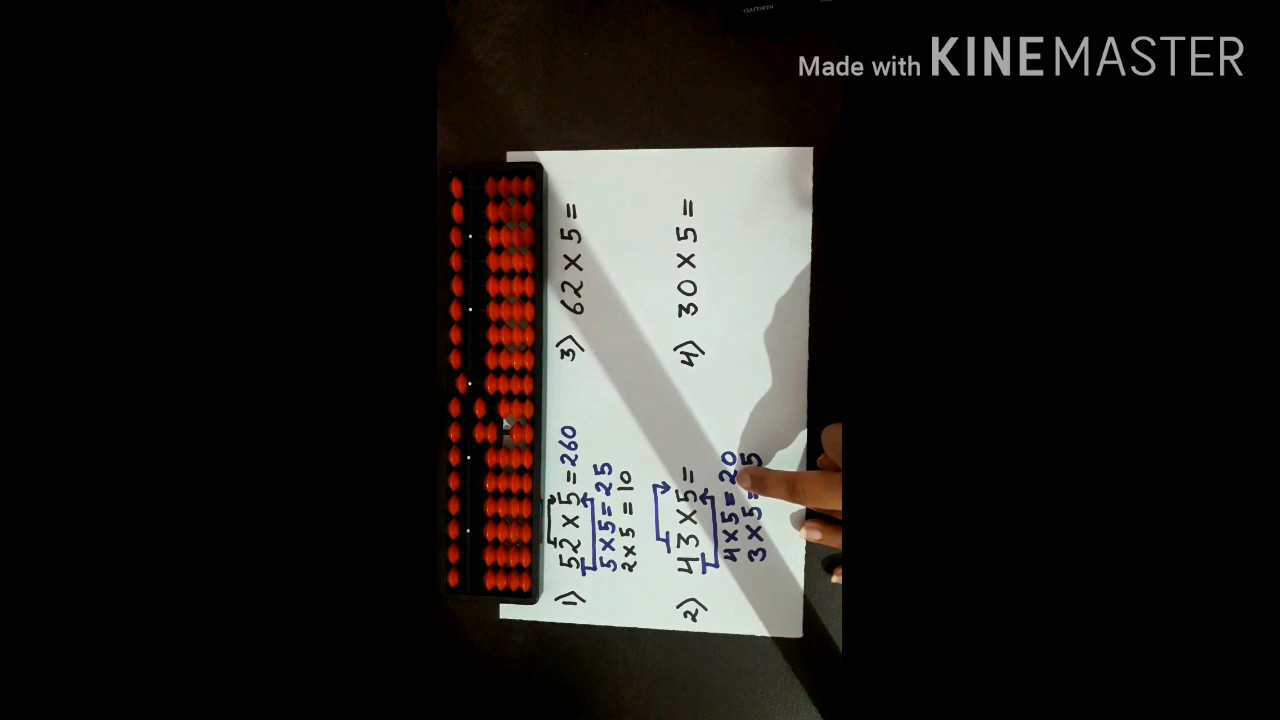 Made with KINEMASTER
1) 52 X 5 = 260
5 X 5 = 25
2 X 5 = 10
2) 43 X 5 =
4 X 5 = 20
3 X 5 = 5
3) 62 X 5 =
4) 30 X 5 =